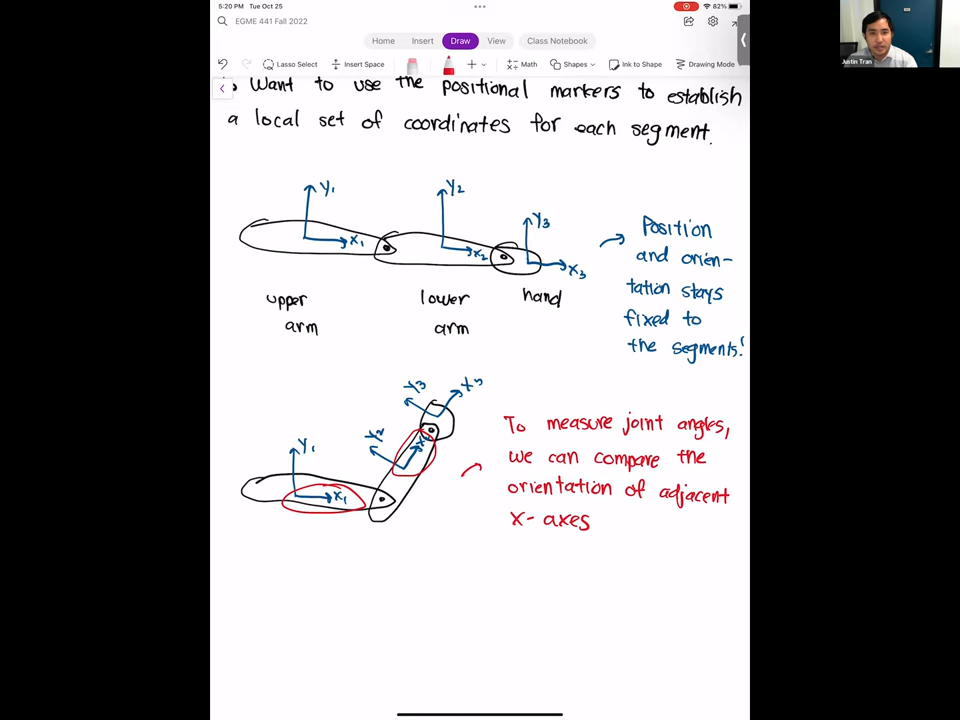 5:20 PM Tue Oct 25
82%
EGME 441 Fall 2022
Home Insert Draw View Class Notebook
Lasso Select Insert Space Math Shapes Ink to Shape Drawing Mode
Justin Tran
Want to use the positional markers to establish
a local set of coordinates for each segment.
Y1 Y2 Y3
X1 X2 X3
upper
arm
lower
arm
hand
Position
and orien-
tation stays
fixed to
the segments!
Y3 X3
Y2 X2
Y1 X1
To measure joint angles,
we can compare the
orientation of adjacent
X-axes